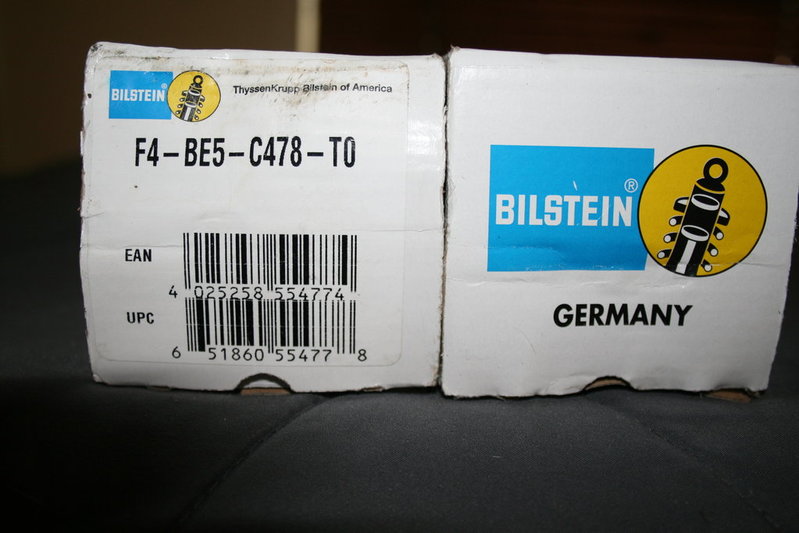 BILSTEIN®
ThyssenKrupp Bilstein of America
F4-BE5-C478-T0
EAN
4 025258 554774
UPC
6 51860 55477 8
BILSTEIN®
GERMANY